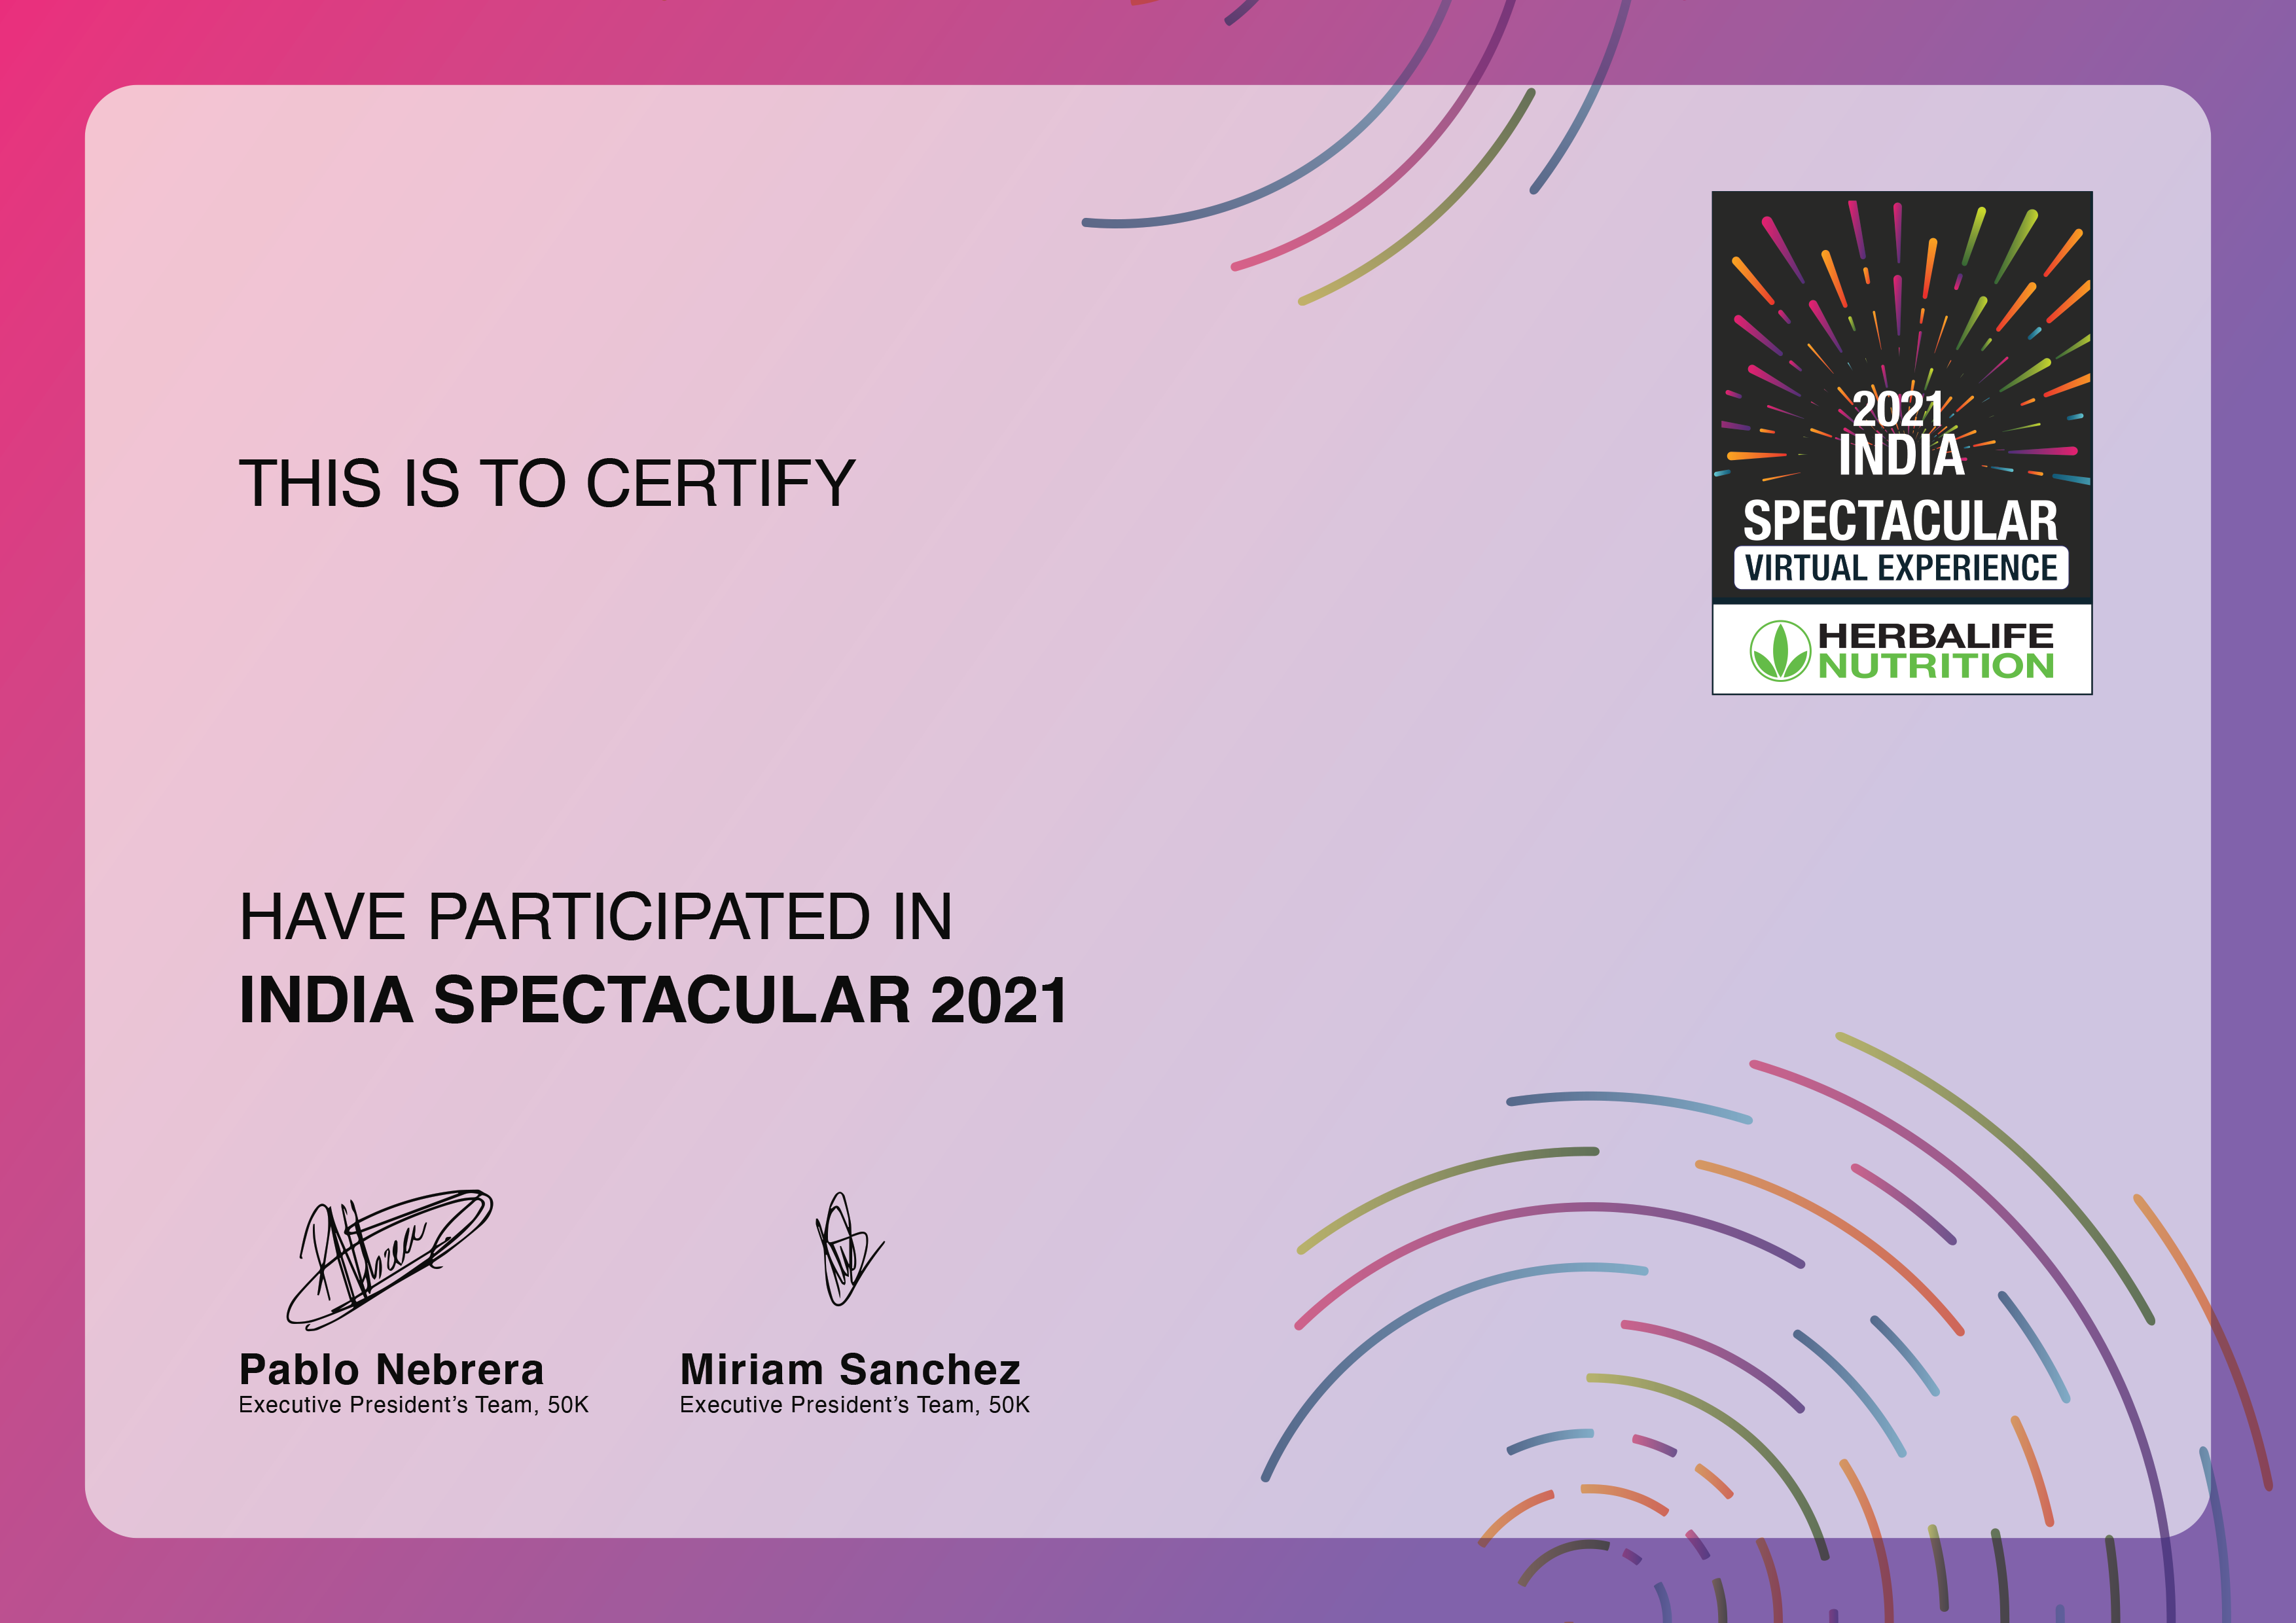 THIS IS TO CERTIFY
2021
INDIA
SPECTACULAR
VIRTUAL EXPERIENCE
HERBALIFE
NUTRITION
HAVE PARTICIPATED IN
INDIA SPECTACULAR 2021
Pablo Nebrera
Executive President’s Team, 50K
Miriam Sanchez
Executive President’s Team, 50K